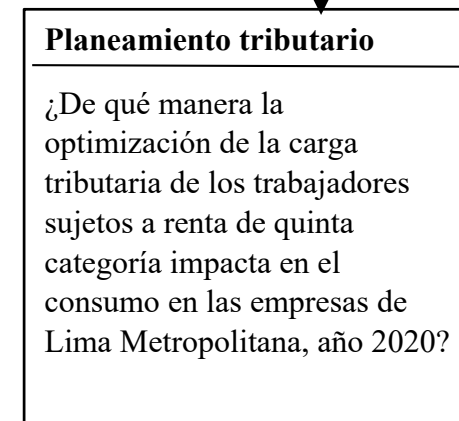 Planeamiento tributario
¿De qué manera la
optimización de la carga
tributaria de los trabajadores
sujetos a renta de quinta
categoría impacta en el
consumo en las empresas de
Lima Metropolitana, año 2020?